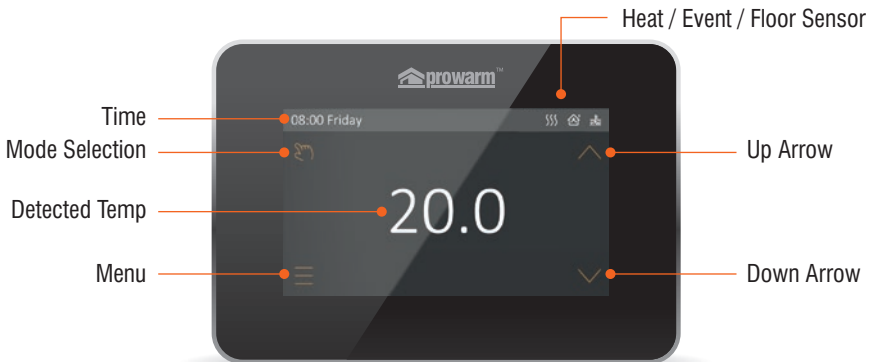 Heat / Event / Floor Sensor
prowarm™
Time
08:00 Friday
Mode Selection
Up Arrow
Detected Temp
20.0
Menu
Down Arrow